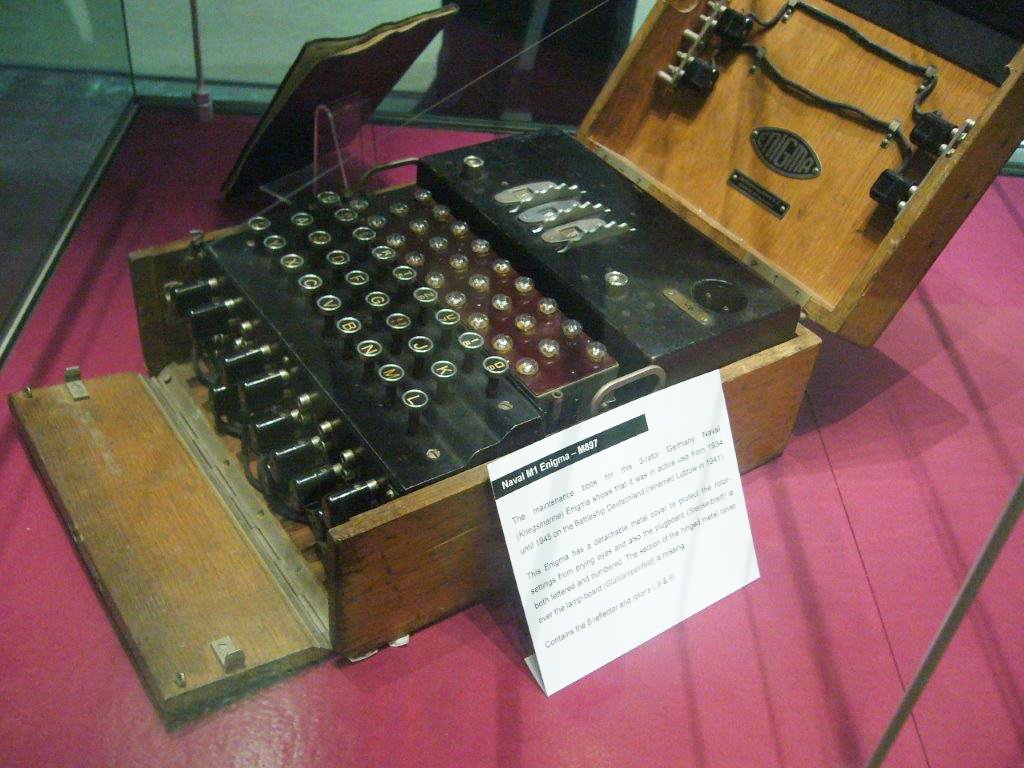 ENIGMA
Naval M1 Enigma – M897
The maintenance book for this 3-rotor Germany Naval
(Kriegsmarine) Enigma shows that it was in active use from 1934
until 1945 on the Battleship Deutschland (renamed Lutzow in 1941).
This Enigma has a detachable metal cover to protect the rotor-
settings from prying eyes and also the plugboard (Steckerbret) is
both lettered and numbered. The section of the hinged metal cover
over the lamp-board (Glühlampenfeld) is missing.
Contains the B reflector and rotors I, II & III.
F
G
V
G
B
H
U
N
J
M
K
L